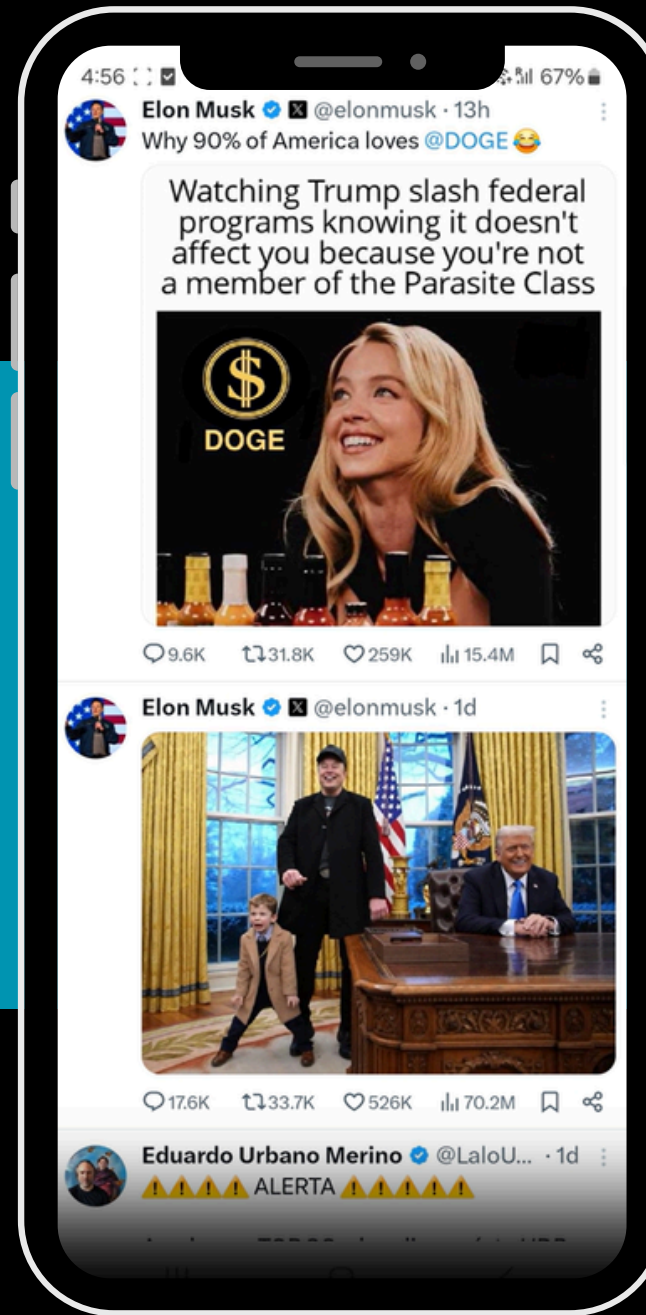 4:56 67%
Elon Musk @elonmusk · 13h
Why 90% of America loves @DOGE 😂
Watching Trump slash federal
programs knowing it doesn't
affect you because you're not
a member of the Parasite Class
$
DOGE
9.6K 31.8K 259K 15.4M
Elon Musk @elonmusk · 1d
17.6K 33.7K 526K 70.2M
Eduardo Urbano Merino @LaloU... · 1d
⚠⚠⚠⚠ ALERTA ⚠⚠⚠⚠⚠